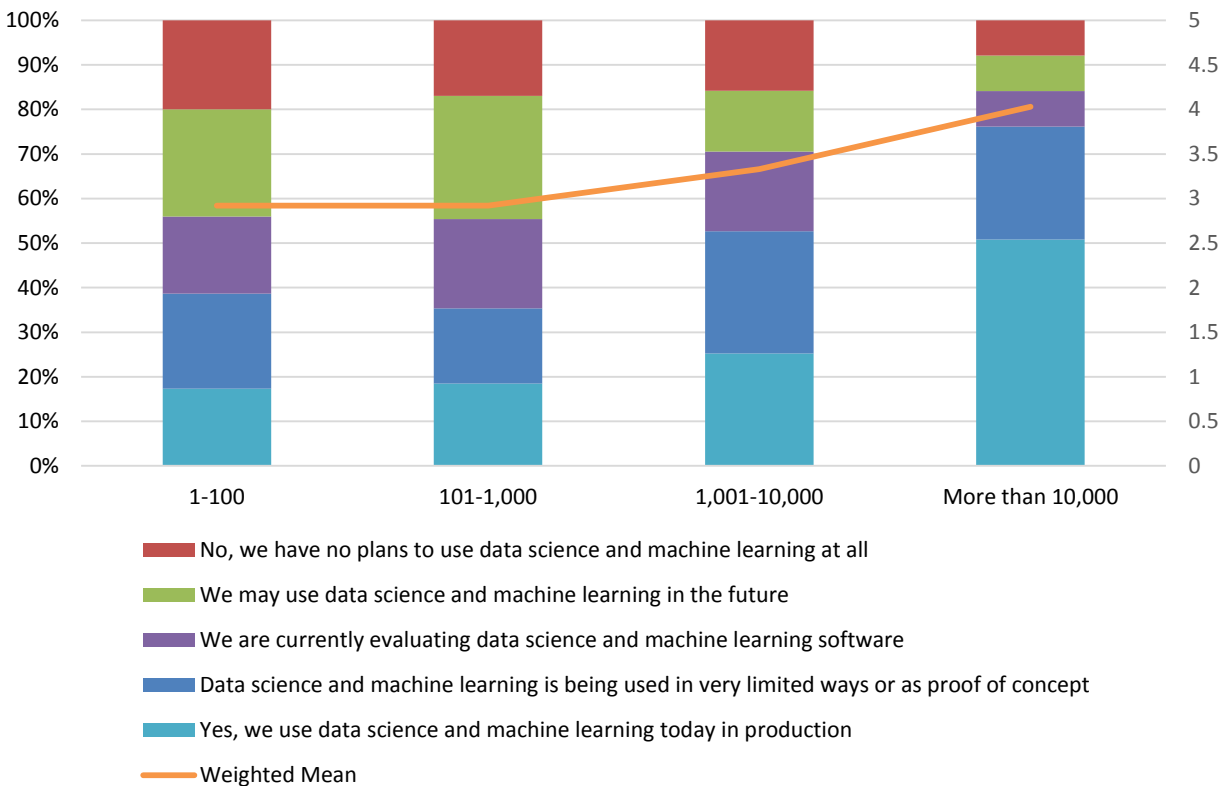 100% 5
90% 4.5
80% 4
70% 3.5
60% 3
50% 2.5
40% 2
30% 1.5
20% 1
10% 0.5
0% 0
1-100 101-1,000 1,001-10,000 More than 10,000
No, we have no plans to use data science and machine learning at all
We may use data science and machine learning in the future
We are currently evaluating data science and machine learning software
Data science and machine learning is being used in very limited ways or as proof of concept
Yes, we use data science and machine learning today in production
Weighted Mean